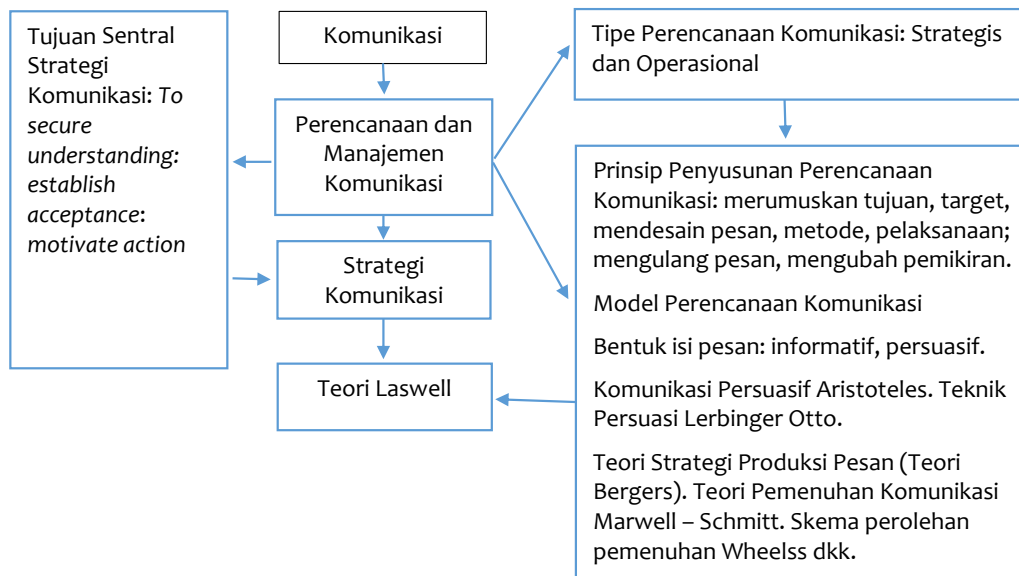 Tujuan Sentral
Strategi
Komunikasi: To
secure
understanding:
establish
acceptance:
motivate action
Komunikasi
Perencanaan dan
Manajemen
Komunikasi
Strategi
Komunikasi
Teori Laswell
Tipe Perencanaan Komunikasi: Strategis
dan Operasional
Prinsip Penyusunan Perencanaan
Komunikasi: merumuskan tujuan, target,
mendesain pesan, metode, pelaksanaan;
mengulang pesan, mengubah pemikiran.
Model Perencanaan Komunikasi
Bentuk isi pesan: informatif, persuasif.
Komunikasi Persuasif Aristoteles. Teknik
Persuasi Lerbinger Otto.
Teori Strategi Produksi Pesan (Teori
Bergers). Teori Pemenuhan Komunikasi
Marwell – Schmitt. Skema perolehan
pemenuhan Wheelss dkk.